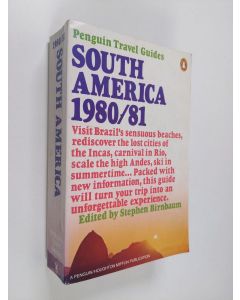 Penguin Travel Guides
SOUTH
AMERICA
1980/81
Visit Brazil's sensuous beaches,
rediscover the lost cities of
the Incas, carnival in Rio,
scale the high Andes, ski in
summertime... Packed with
new information, this guide
will turn your trip into an
unforgettable experience.
Edited by Stephen Birnbaum
A PENGUIN/HOUGHTON MIFFLIN PUBLICATION
SOUTH AMERICA